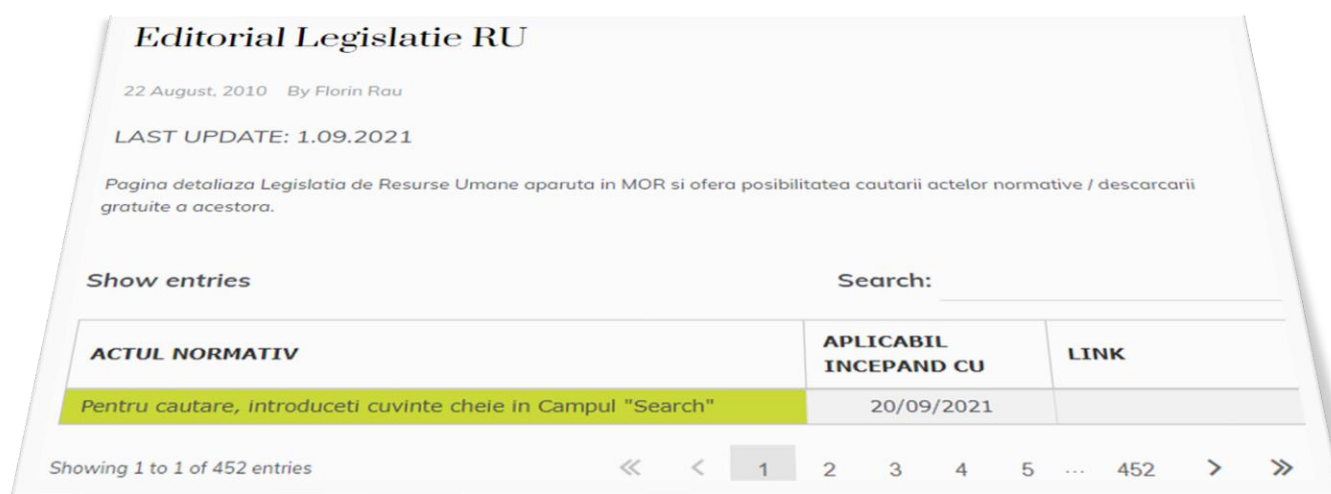 Editorial Legislatie RU
22 August, 2010 By Florin Rau
LAST UPDATE: 1.09.2021
Pagina detaliaza Legislatia de Resurse Umane aparuta in MOR si ofera posibilitatea cautarii actelor normative / descarcarii
gratuite a acestora.
Show entries Search:
ACTUL NORMATIV APLICABIL INCEPAND CU LINK
Pentru cautare, introduceti cuvinte cheie in Campul "Search" 20/09/2021
Showing 1 to 1 of 452 entries « < 1 2 3 4 5 ... 452 > »